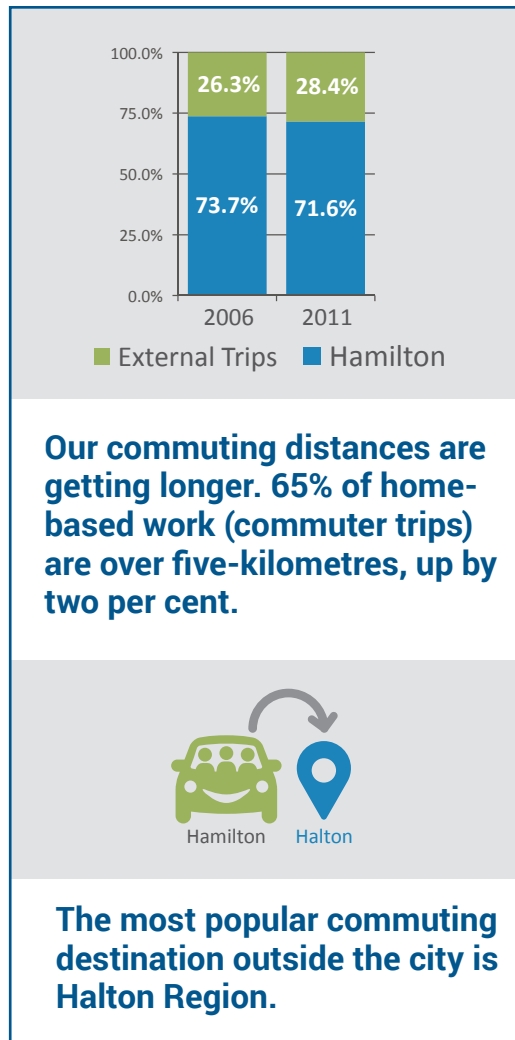 100.0%
75.0%
50.0%
25.0%
0.0%
26.3% 28.4%
73.7% 71.6%
2006 2011
External Trips Hamilton
Our commuting distances are
getting longer. 65% of home-
based work (commuter trips)
are over five-kilometres, up by
two per cent.
Hamilton Halton
The most popular commuting
destination outside the city is
Halton Region.